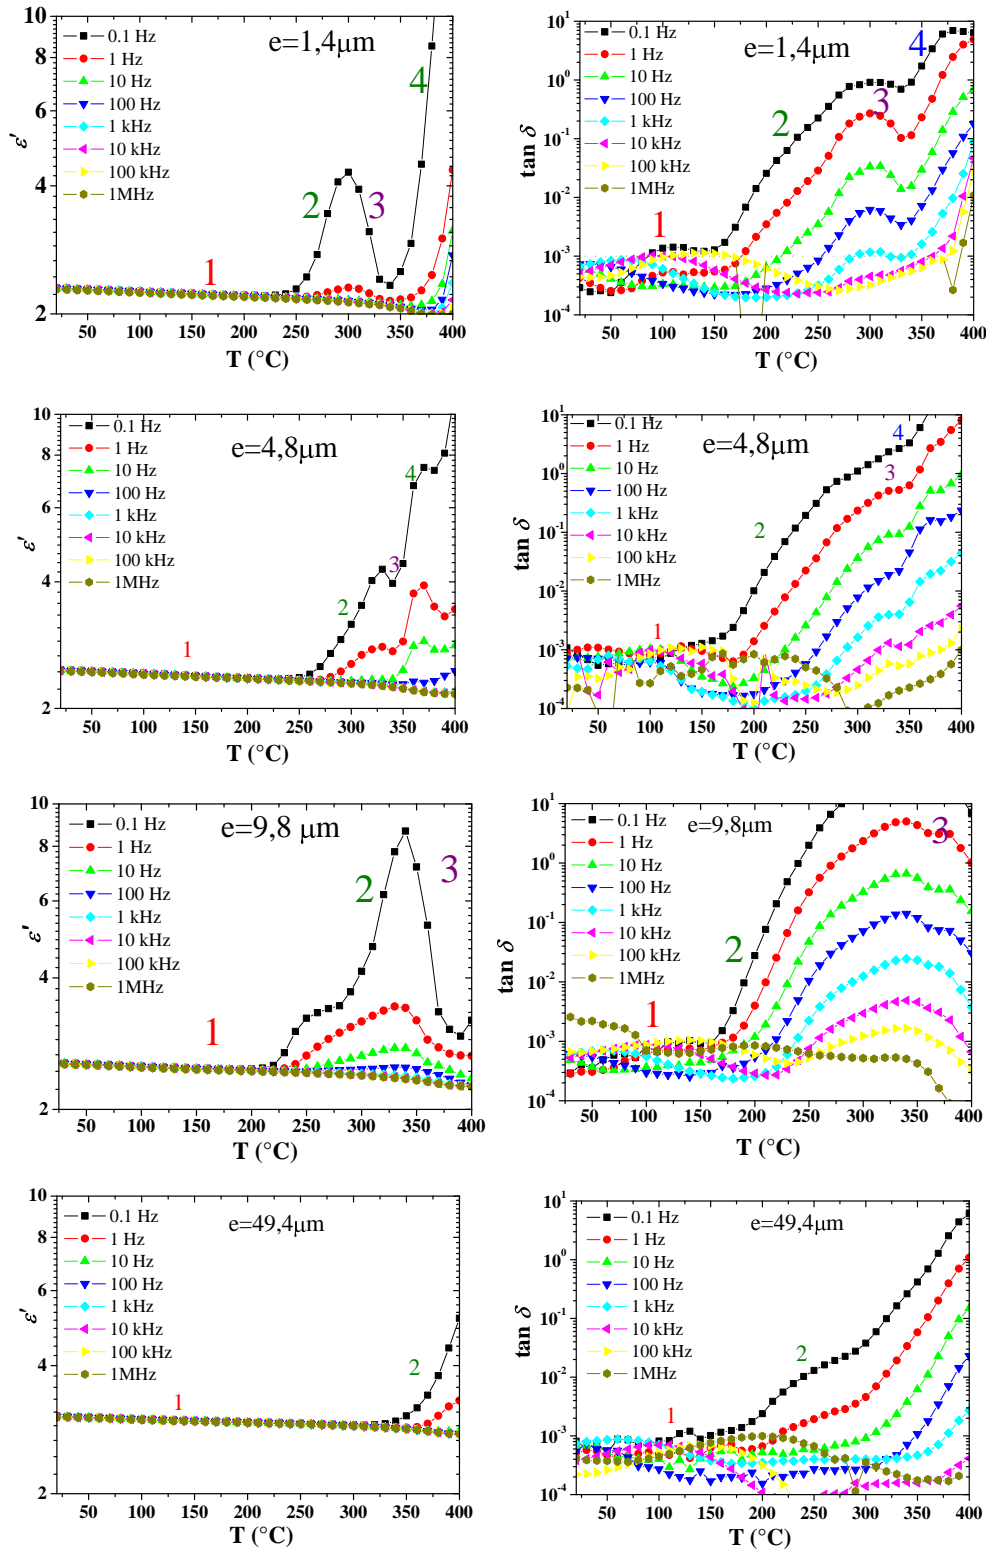 10
8
6
4
2
ε'
0.1 Hz
1 Hz
10 Hz
100 Hz
1 kHz
10 kHz
100 kHz
1MHz
e=1,4μm
1
2
3
4
50 100 150 200 250 300 350 400
T (°C)
10¹
10⁰
10⁻¹
10⁻²
10⁻³
10⁻⁴
tan δ
0.1 Hz
1 Hz
10 Hz
100 Hz
1 kHz
10 kHz
100 kHz
1MHz
e=1,4μm
1
2
3
4
50 100 150 200 250 300 350 400
T (°C)
10
8
6
4
2
ε'
0.1 Hz
1 Hz
10 Hz
100 Hz
1 kHz
10 kHz
100 kHz
1MHz
e=4,8μm
1
2
3
4
50 100 150 200 250 300 350 400
T (°C)
10¹
10⁰
10⁻¹
10⁻²
10⁻³
10⁻⁴
tan δ
0.1 Hz
1 Hz
10 Hz
100 Hz
1 kHz
10 kHz
100 kHz
1MHz
e=4,8μm
1
2
3
4
50 100 150 200 250 300 350 400
T (°C)
10
8
6
4
2
ε'
0.1 Hz
1 Hz
10 Hz
100 Hz
1 kHz
10 kHz
100 kHz
1MHz
e=9,8 μm
1
2
3
50 100 150 200 250 300 350 400
T (°C)
10¹
10⁰
10⁻¹
10⁻²
10⁻³
10⁻⁴
tan δ
0.1 Hz
1 Hz
10 Hz
100 Hz
1 kHz
10 kHz
100 kHz
1MHz
e=9,8μm
1
2
3
50 100 150 200 250 300 350 400
T (°C)
10
8
6
4
2
ε'
0.1 Hz
1 Hz
10 Hz
100 Hz
1 kHz
10 kHz
100 kHz
1MHz
e=49,4μm
1
2
50 100 150 200 250 300 350 400
T (°C)
10¹
10⁰
10⁻¹
10⁻²
10⁻³
10⁻⁴
tan δ
0.1 Hz
1 Hz
10 Hz
100 Hz
1 kHz
10 kHz
100 kHz
1MHz
e=49,4μm
1
2
50 100 150 200 250 300 350 400
T (°C)